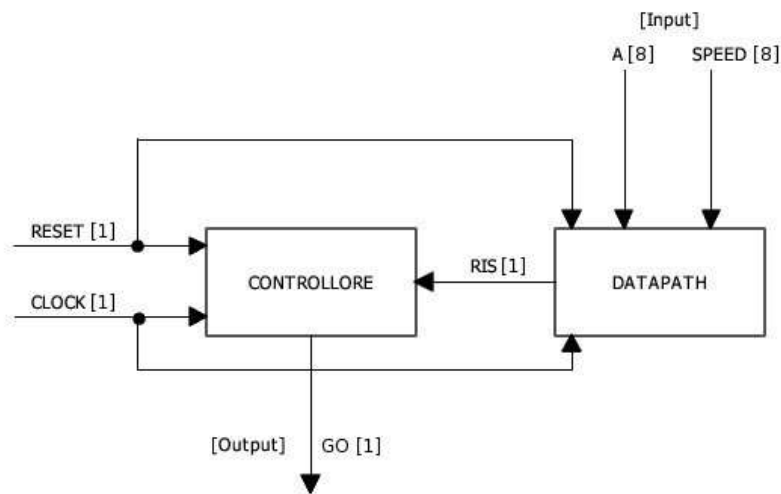 [Input]
A [8]
SPEED [8]
RESET [1]
CONTROLLORE
RIS [1]
DATAPATH
CLOCK [1]
[Output]
GO [1]